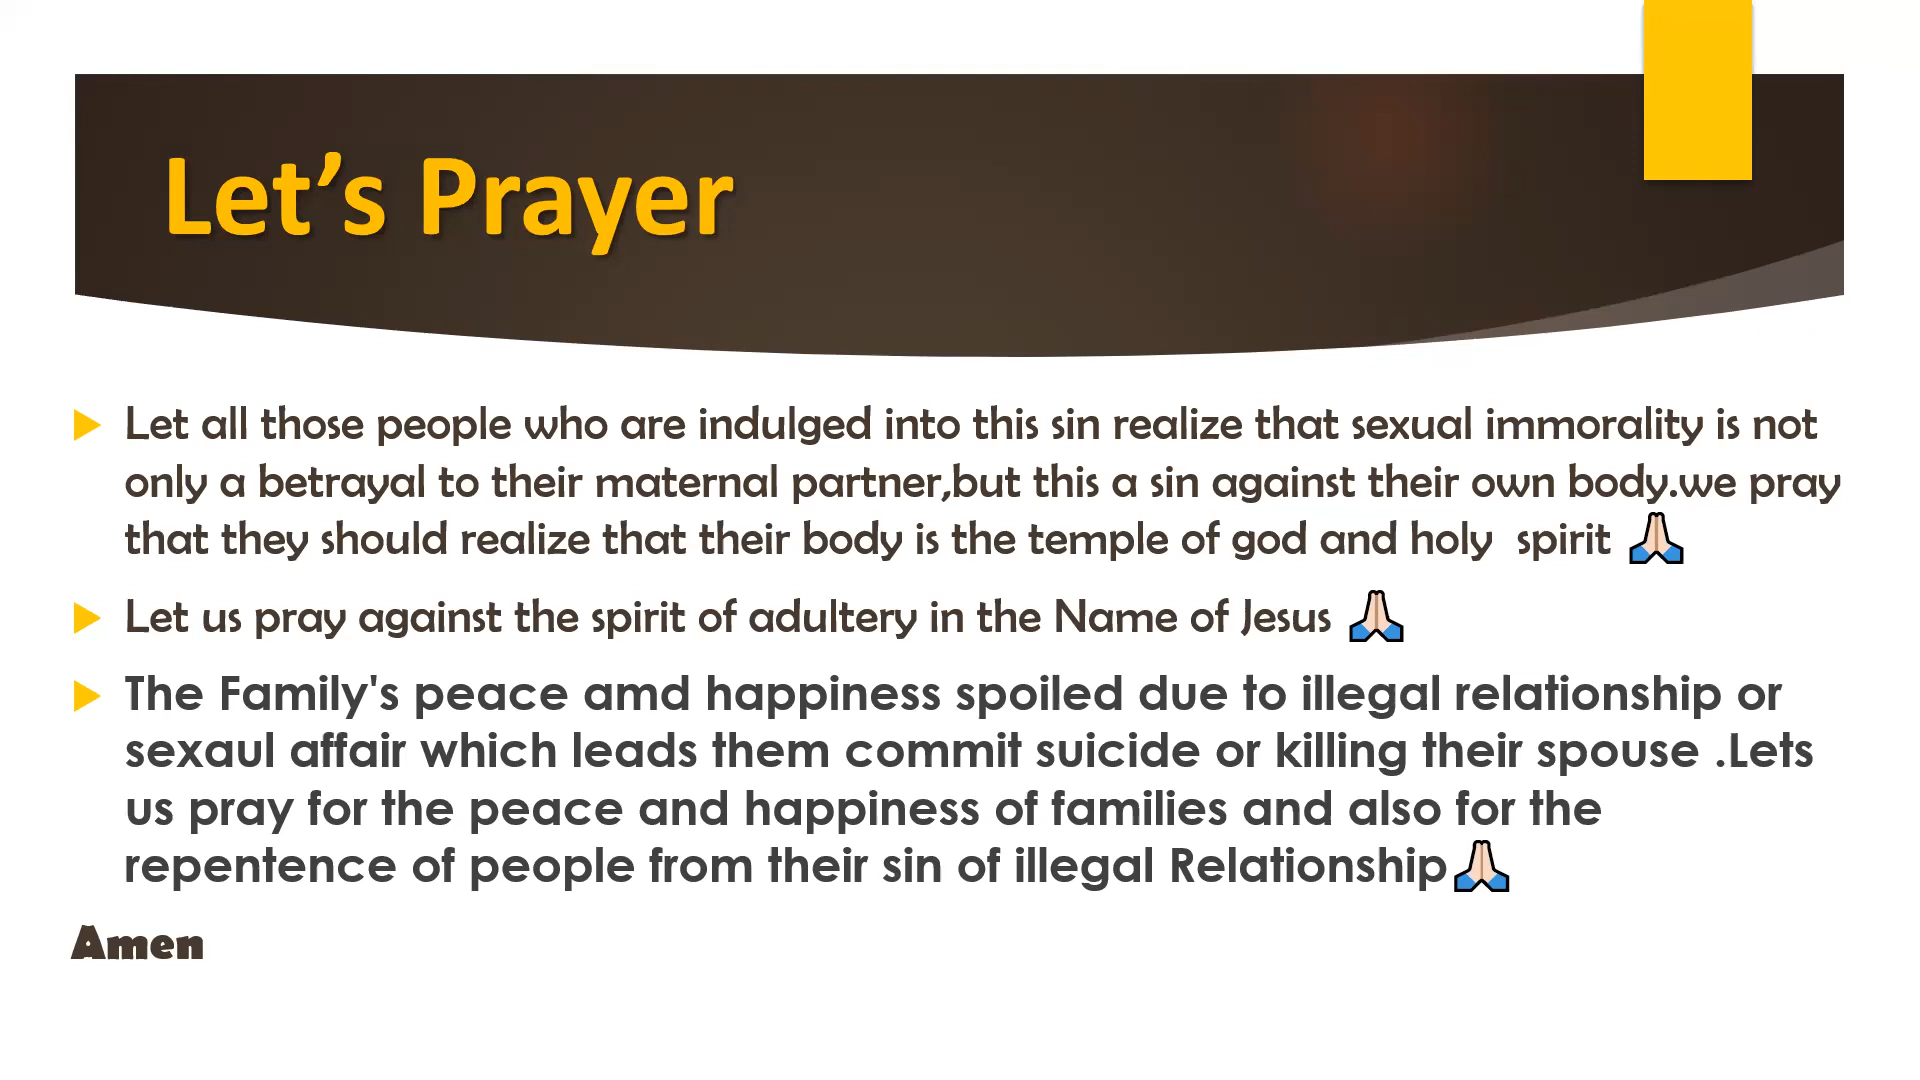 Let’s Prayer
Let all those people who are indulged into this sin realize that sexual immorality is not
only a betrayal to their maternal partner,but this a sin against their own body.we pray
that they should realize that their body is the temple of god and holy  spirit 🙏🏻
Let us pray against the spirit of adultery in the Name of Jesus 🙏🏻
The Family's peace amd happiness spoiled due to illegal relationship or
sexaul affair which leads them commit suicide or killing their spouse .Lets
us pray for the peace and happiness of families and also for the
repentence of people from their sin of illegal Relationship🙏🏻
Amen